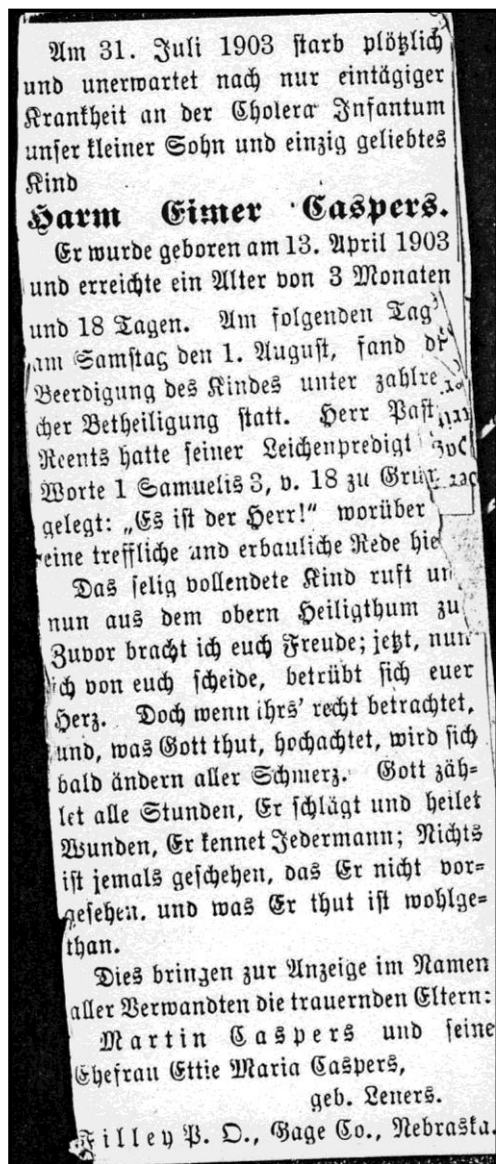 Am 31. Juli 1903 starb plötzlich
und unerwartet nach nur eintägiger
Krankheit an der Cholera Infantum
unser kleiner Sohn und einzig geliebtes
Kind
Harm Eimer Caspers.
Er wurde geboren am 13. April 1903
und erreichte ein Alter von 3 Monaten
und 18 Tagen. Am folgenden Tag
am Samstag den 1. August, fand
Beerdigung des Kindes unter zahlre
cher Betheiligung statt. Herr Past
Reents hatte seiner Leichenpredigt
Worte 1 Samuelis 3, v. 18 zu Gru
gelegt: „Es ist der Herr!“ worüber
eine treffliche und erbauliche Rede hie
Das selig vollendete Kind ruft un
nun aus dem obern Heiligthum zu
Zuvor bracht ich euch Freude; jetzt, nun
ich von euch scheide, betrübt sich euer
Herz. Doch wenn ihrs' recht betrachtet,
und, was Gott thut, hochachtet, wird sich
bald ändern aller Schmerz. Gott zäh-
let alle Stunden, Er schlägt und heilet
Wunden, Er kennet Jedermann; Nichts
ist jemals geschehen, das Er nicht vor-
gesehen. und was Er thut ist wohlge-
than.
Dies bringen zur Anzeige im Namen
aller Verwandten die trauernden Eltern:
Martin Caspers und seine
Ehefrau Ettie Maria Caspers,
geb. Leners.
Filley P. O., Gage Co., Nebraska.